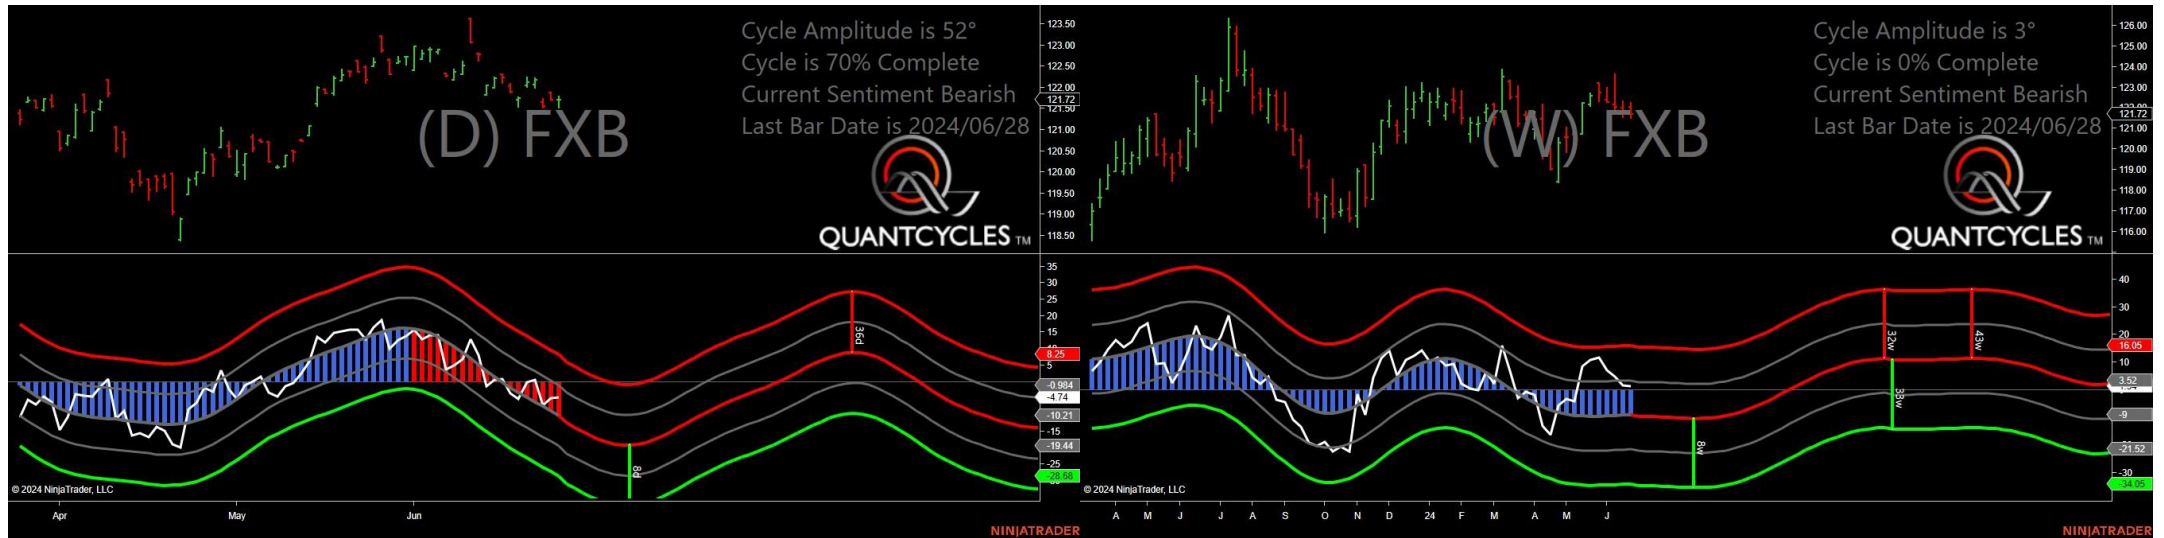 Cycle Amplitude is 52°
Cycle is 70% Complete
Current Sentiment Bearish
Last Bar Date is 2024/06/28
(D) FXB
QUANTCYCLES TM
123.50
123.00
122.50
122.00
121.72
121.50
121.00
120.50
120.00
119.50
119.00
118.50
35
30
25
20
15
8.25
5
-0.984
-4.74
-10.21
-15
-19.44
-25
-28.68
36d
8d
© 2024 NinjaTrader, LLC
Apr May Jun
NINJATRADER
Cycle Amplitude is 3°
Cycle is 0% Complete
Current Sentiment Bearish
Last Bar Date is 2024/06/28
(W) FXB
QUANTCYCLES TM
126.00
125.00
124.00
123.00
121.72
121.00
120.00
119.00
118.00
117.00
116.00
40
30
20
16.05
10
3.52
-9
-21.52
-30
-34.05
32w
43w
33w
8w
© 2024 NinjaTrader, LLC
A M J J A S O N D 24 F M A M J
NINJATRADER